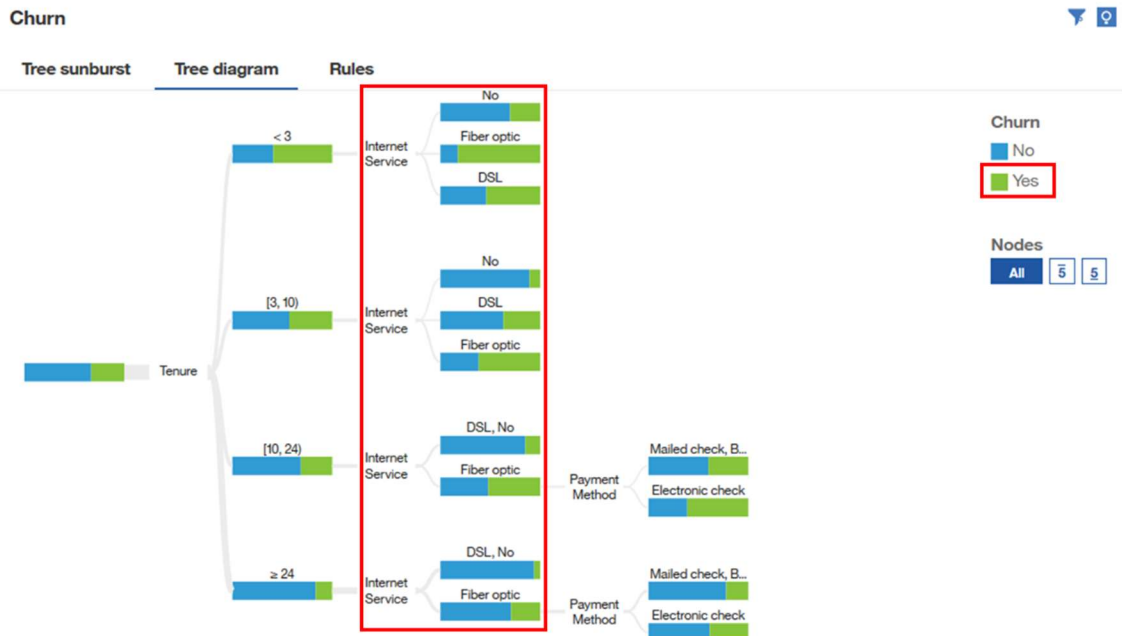 Churn
Tree sunburst Tree diagram Rules
< 3
Internet
Service
No
Fiber optic
DSL
[3, 10)
Internet
Service
No
DSL
Fiber optic
Tenure
[10, 24)
Internet
Service
DSL, No
Fiber optic
Payment
Method
Mailed check, B...
Electronic check
≥ 24
Internet
Service
DSL, No
Fiber optic
Payment
Method
Mailed check, B...
Electronic check
Churn
No
Yes
Nodes
All 5 5